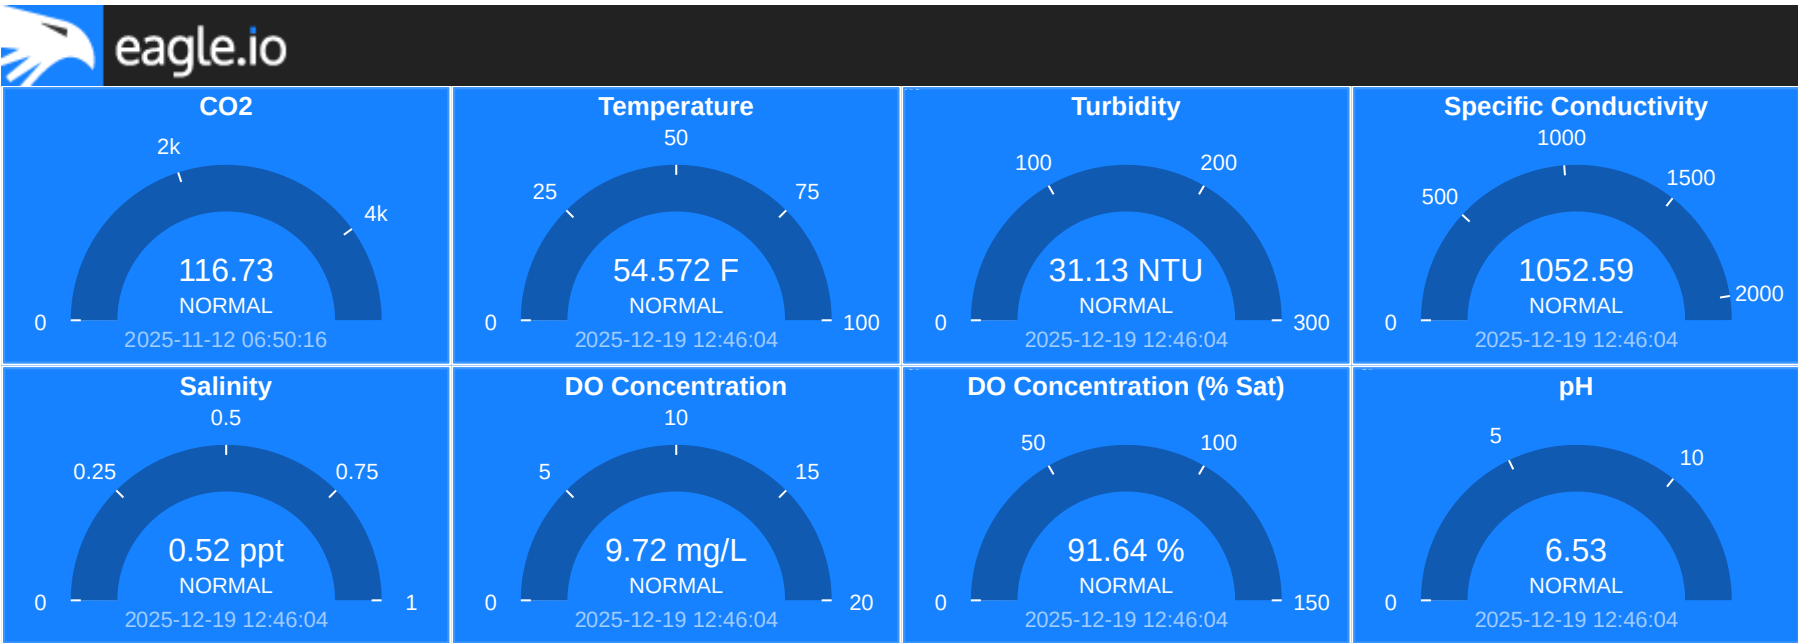 eagle.io
CO2
2k
4k
0
116.73
NORMAL
2025-11-12 06:50:16
Temperature
50
25
75
0
100
54.572 F
NORMAL
2025-12-19 12:46:04
Turbidity
100
200
0
300
31.13 NTU
NORMAL
2025-12-19 12:46:04
Specific Conductivity
1000
500
1500
2000
0
1052.59
NORMAL
2025-12-19 12:46:04
Salinity
0.5
0.25
0.75
0
1
0.52 ppt
NORMAL
2025-12-19 12:46:04
DO Concentration
10
5
15
0
20
9.72 mg/L
NORMAL
2025-12-19 12:46:04
DO Concentration (% Sat)
50
100
0
150
91.64 %
NORMAL
2025-12-19 12:46:04
pH
5
10
0
6.53
NORMAL
2025-12-19 12:46:04